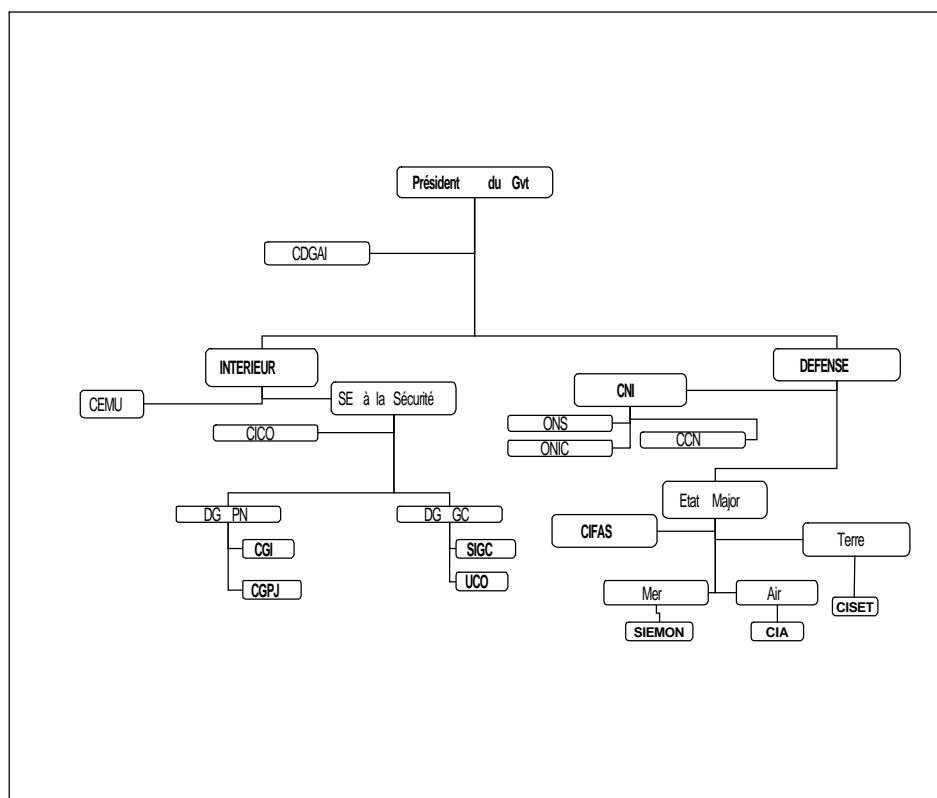 Président du Gvt
CDGAI
INTERIEUR
DEFENSE
CEMU
SE à la Sécurité
CNI
CICO
ONS
ONIC
CCN
Etat Major
DG PN
DG GC
CIFAS
Terre
CGI
SIGC
CGPJ
UCO
Mer
Air
CISET
SIEMON
CIA